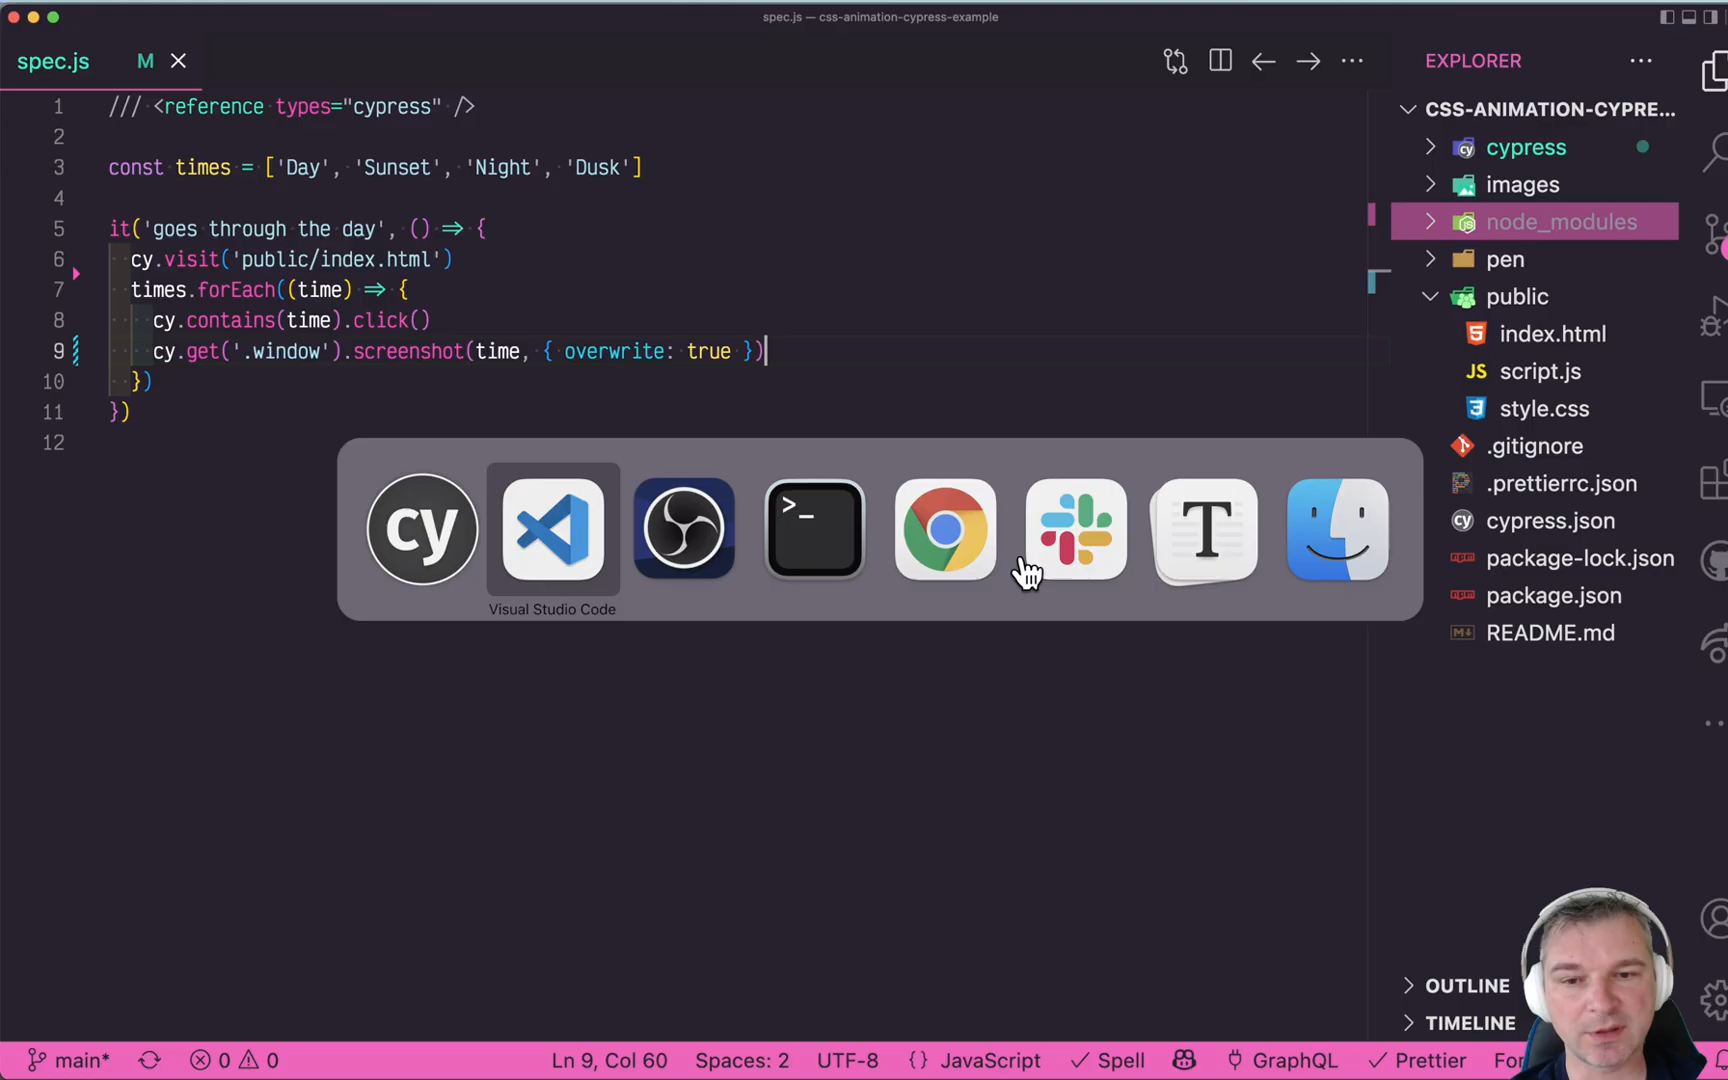 spec.js — css-animation-cypress-example
spec.js M
EXPLORER
1 /// <reference types="cypress" />
2
3 const times = ['Day', 'Sunset', 'Night', 'Dusk']
4
5 it('goes through the day', () => {
6 cy.visit('public/index.html')
7 times.forEach((time) => {
8 cy.contains(time).click()
9 cy.get('.window').screenshot(time, { overwrite: true })
10 })
11 })
12
CSS-ANIMATION-CYPRE...
cypress
images
node_modules
pen
public
index.html
JS script.js
style.css
.gitignore
.prettierrc.json
cy cypress.json
package-lock.json
package.json
README.md
cy
>_
T
Visual Studio Code
OUTLINE
TIMELINE
main* 0 0 Ln 9, Col 60 Spaces: 2 UTF-8 {} JavaScript Spell GraphQL Prettier For